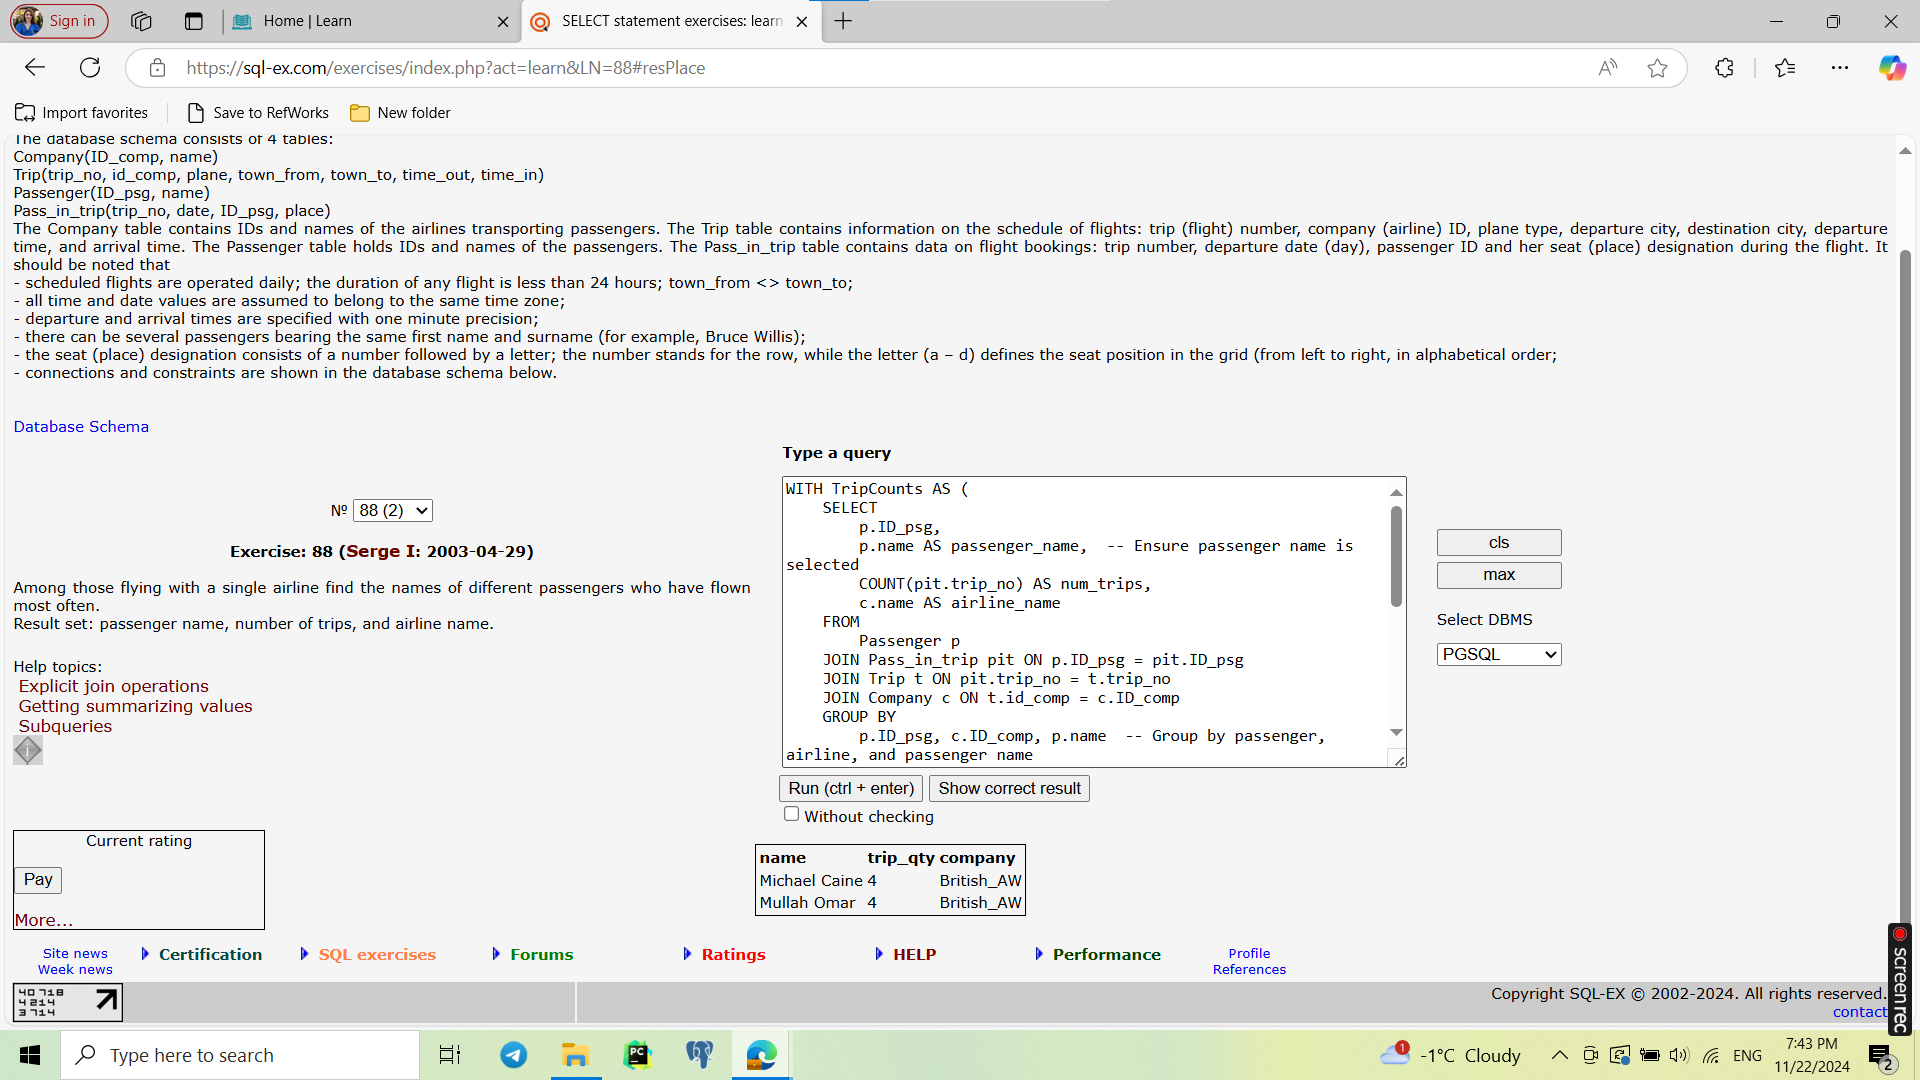 Sign in
Home | Learn
SELECT statement exercises: learn
https://sql-ex.com/exercises/index.php?act=learn&LN=88#resPlace
Import favorites
Save to RefWorks
New folder
The database schema consists of 4 tables:
Company(ID_comp, name)
Trip(trip_no, id_comp, plane, town_from, town_to, time_out, time_in)
Passenger(ID_psg, name)
Pass_in_trip(trip_no, date, ID_psg, place)
The Company table contains IDs and names of the airlines transporting passengers. The Trip table contains information on the schedule of flights: trip (flight) number, company (airline) ID, plane type, departure city, destination city, departure
time, and arrival time. The Passenger table holds IDs and names of the passengers. The Pass_in_trip table contains data on flight bookings: trip number, departure date (day), passenger ID and her seat (place) designation during the flight. It
should be noted that
- scheduled flights are operated daily; the duration of any flight is less than 24 hours; town_from <> town_to;
- all time and date values are assumed to belong to the same time zone;
- departure and arrival times are specified with one minute precision;
- there can be several passengers bearing the same first name and surname (for example, Bruce Willis);
- the seat (place) designation consists of a number followed by a letter; the number stands for the row, while the letter (a – d) defines the seat position in the grid (from left to right, in alphabetical order;
- connections and constraints are shown in the database schema below.
Database Schema
Nº 88 (2)
Exercise: 88 (Serge I: 2003-04-29)
Among those flying with a single airline find the names of different passengers who have flown
most often.
Result set: passenger name, number of trips, and airline name.
Help topics:
Explicit join operations
Getting summarizing values
Subqueries
Type a query
WITH TripCounts AS (
SELECT
p.ID_psg,
p.name AS passenger_name,  -- Ensure passenger name is
selected
COUNT(pit.trip_no) AS num_trips,
c.name AS airline_name
FROM
Passenger p
JOIN Pass_in_trip pit ON p.ID_psg = pit.ID_psg
JOIN Trip t ON pit.trip_no = t.trip_no
JOIN Company c ON t.id_comp = c.ID_comp
GROUP BY
p.ID_psg, c.ID_comp, p.name  -- Group by passenger,
airline, and passenger name
cls
max
Select DBMS
PGSQL
Run (ctrl + enter)
Show correct result
Without checking
name trip_qty company
Michael Caine 4 British_AW
Mullah Omar 4 British_AW
Current rating
Pay
More...
Site news
Week news
Certification
SQL exercises
Forums
Ratings
HELP
Performance
Profile
References
40 718
4 214
3 714
Copyright SQL-EX © 2002-2024. All rights reserved.
contact
screen rec
Type here to search
PC
1
-1°C Cloudy
ENG
7:43 PM
11/22/2024
2